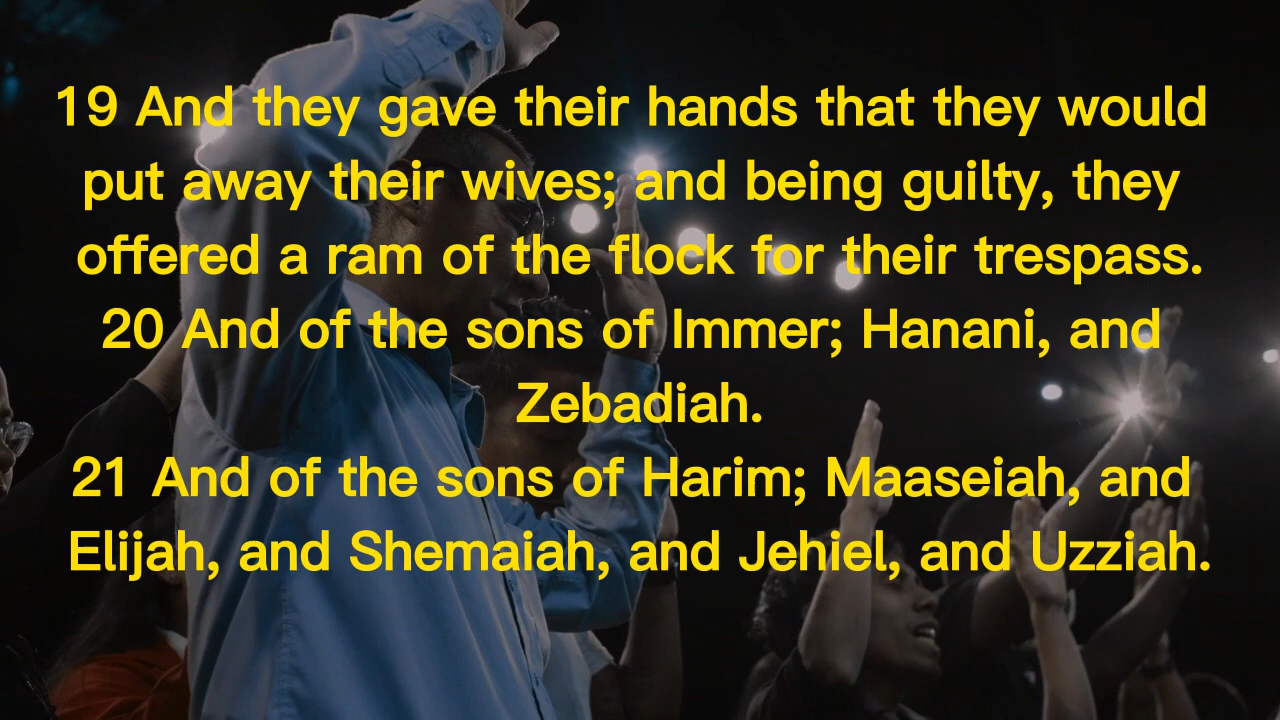 19 And they gave their hands that they would
put away their wives; and being guilty, they
offered a ram of the flock for their trespass.
20 And of the sons of Immer; Hanani, and
Zebadiah.
21 And of the sons of Harim; Maaseiah, and
Elijah, and Shemaiah, and Jehiel, and Uzziah.